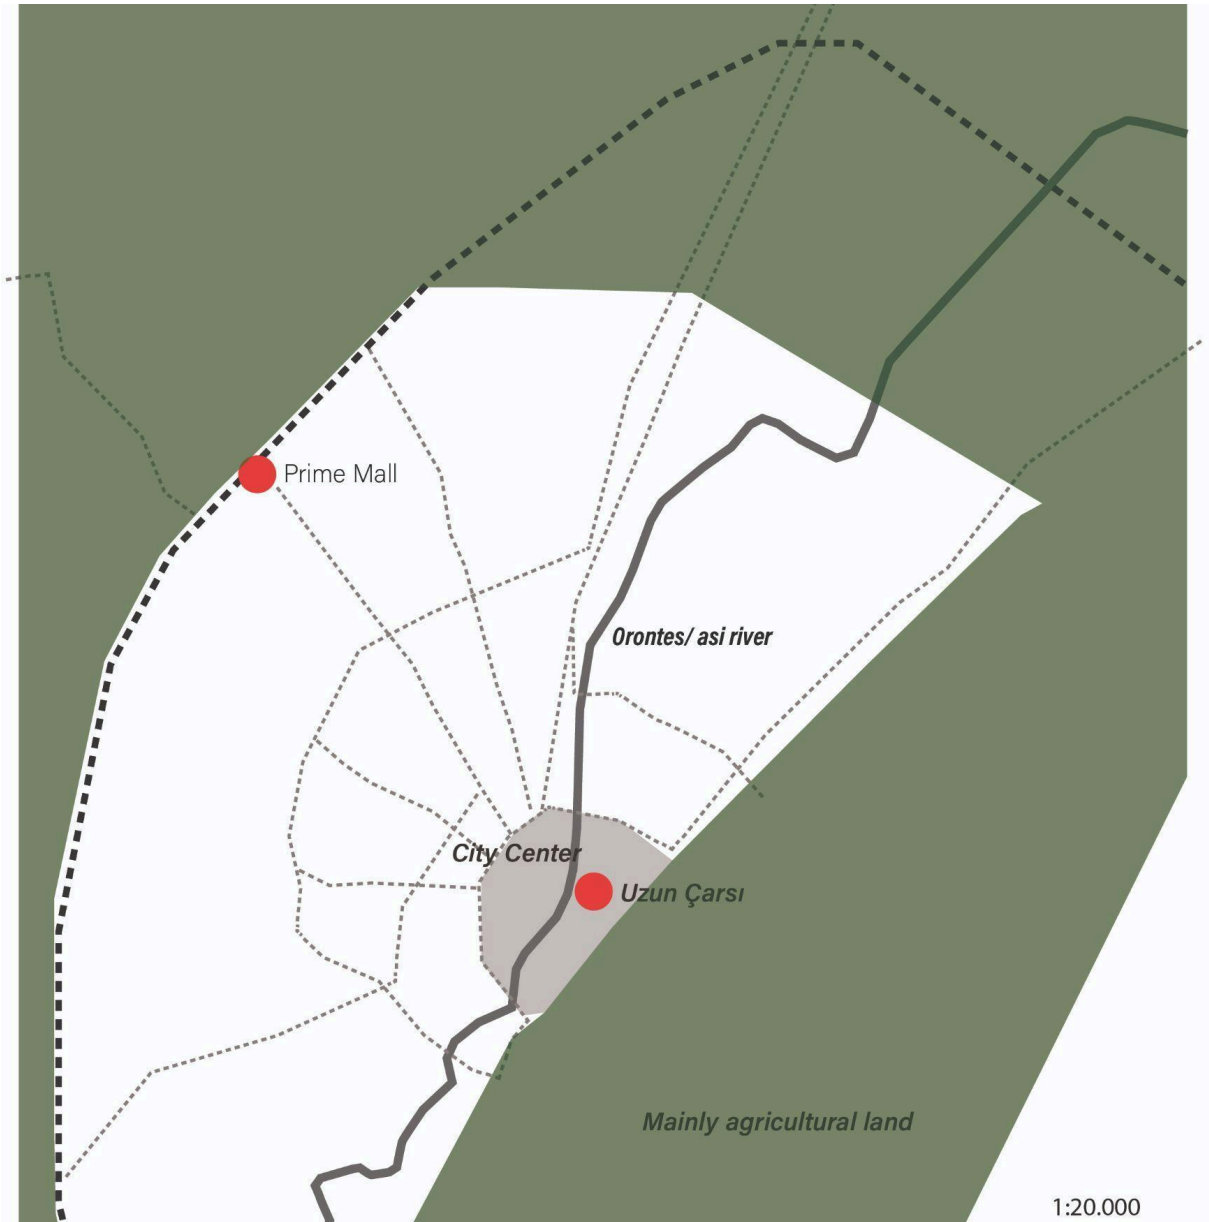 Prime Mall
Orontes/ asi river
City Center
Uzun Çarsı
Mainly agricultural land
1:20.000